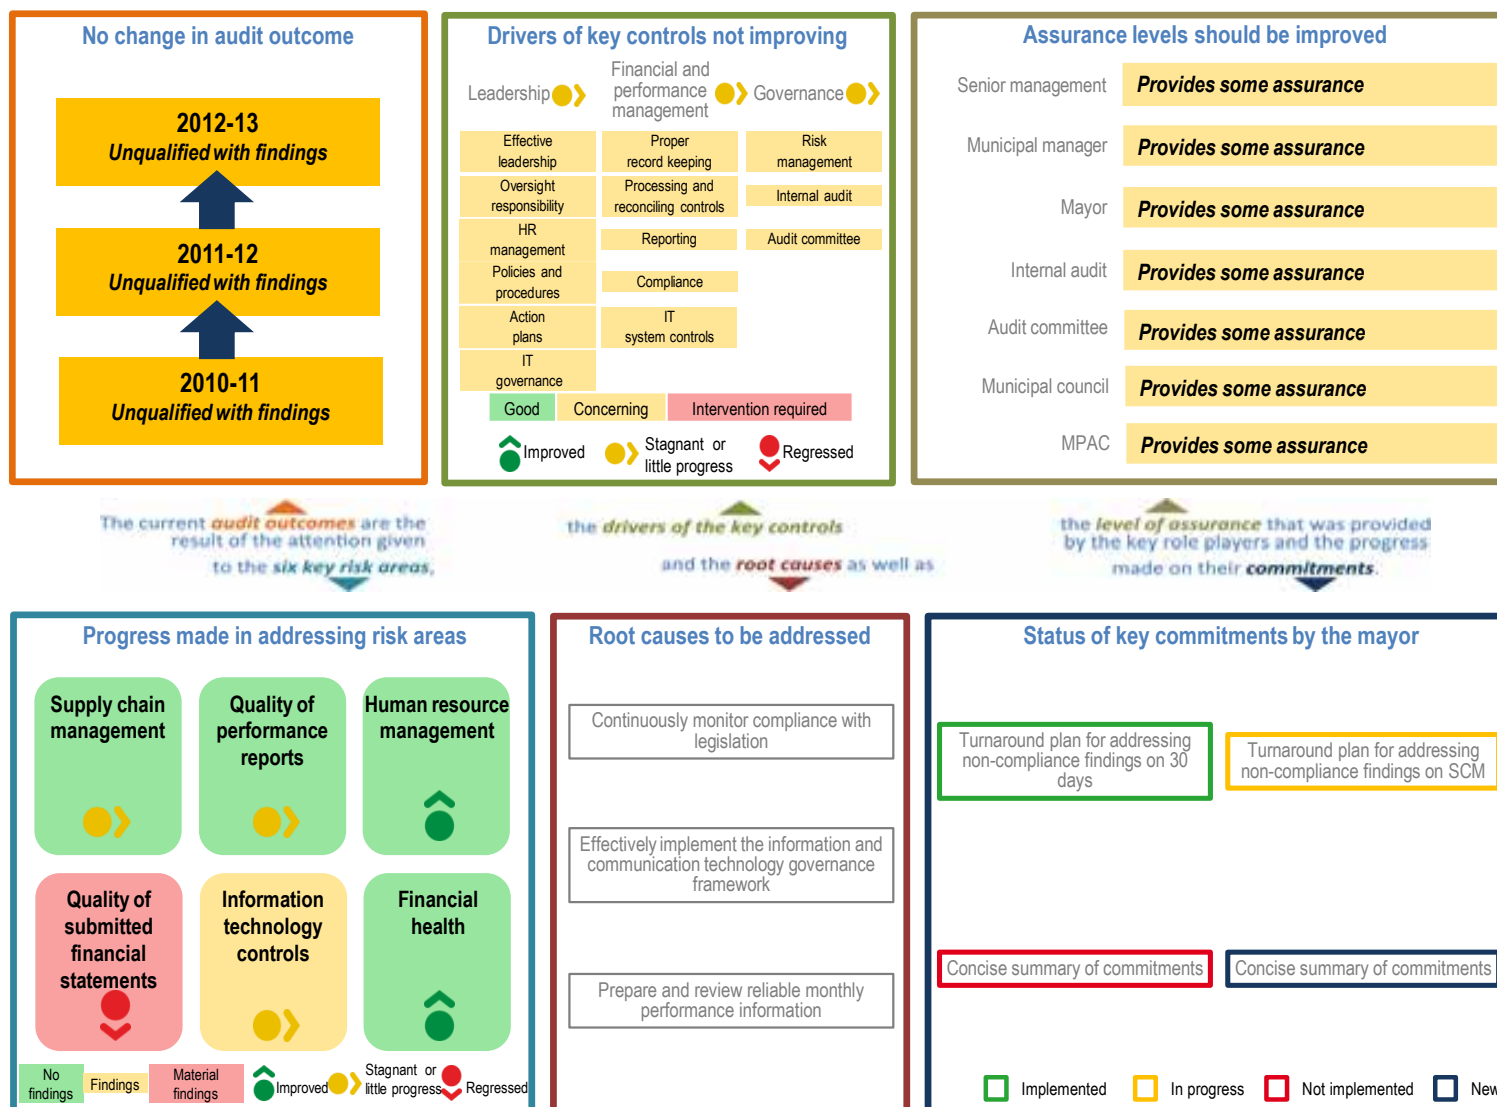 No change in audit outcome
2012-13
Unqualified with findings
2011-12
Unqualified with findings
2010-11
Unqualified with findings
Drivers of key controls not improving
Leadership
Financial and
performance
management
Governance
Effective
leadership
Proper
record keeping
Risk
management
Oversight
responsibility
Processing and
reconciling controls
Internal audit
HR
management
Reporting
Audit committee
Policies and
procedures
Compliance
Action
plans
IT
system controls
IT
governance
Good
Concerning
Intervention required
Improved
Stagnant or
little progress
Regressed
Assurance levels should be improved
Senior management
Provides some assurance
Municipal manager
Provides some assurance
Mayor
Provides some assurance
Internal audit
Provides some assurance
Audit committee
Provides some assurance
Municipal council
Provides some assurance
MPAC
Provides some assurance
The current audit outcomes are the
result of the attention given
to the six key risk areas,
the drivers of the key controls
and the root causes as well as
the level of assurance that was provided
by the key role players and the progress
made on their commitments.
Progress made in addressing risk areas
Supply chain
management
Quality of
performance
reports
Human resource
management
Quality of
submitted
financial
statements
Information
technology
controls
Financial
health
No
findings
Findings
Material
findings
Improved
Stagnant or
little progress
Regressed
Root causes to be addressed
Continuously monitor compliance with
legislation
Effectively implement the information and
communication technology governance
framework
Prepare and review reliable monthly
performance information
Status of key commitments by the mayor
Turnaround plan for addressing
non-compliance findings on 30
days
Turnaround plan for addressing
non-compliance findings on SCM
Concise summary of commitments
Concise summary of commitments
Implemented
In progress
Not implemented
New